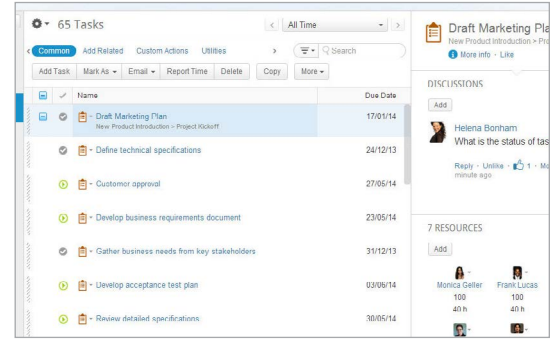 65 Tasks
All Time
Common Add Related Custom Actions Utilities
Search
Add Task Mark As Email Report Time Delete Copy More
Name Due Date
Draft Marketing Plan 17/01/14
New Product Introduction > Project Kickoff
Define technical specifications 24/12/13
Customer approval 27/05/14
Develop business requirements document 23/05/14
Gather business needs from key stakeholders 31/12/13
Develop acceptance test plan 03/06/14
Review detailed specifications 30/05/14
Draft Marketing Pla
New Product Introduction > Pro
More info · Like
DISCUSSIONS
Add
Helena Bonham
What is the status of tas
Reply · Unlike · 1 · Mo
minute ago
7 RESOURCES
Add
Monica Geller Frank Lucas
100 100
40 h 40 h